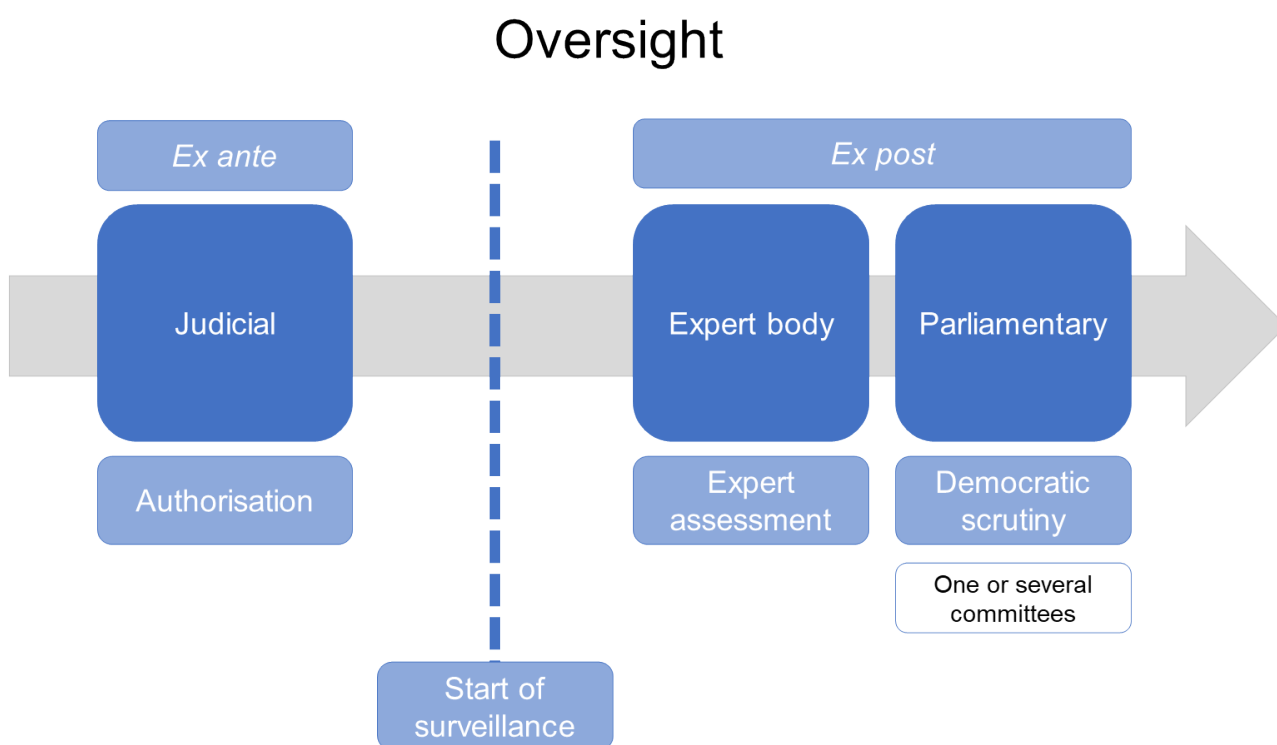 Oversight
Ex ante
Ex post
Judicial
Expert body
Parliamentary
Authorisation
Expert
assessment
Democratic
scrutiny
One or several
committees
Start of
surveillance